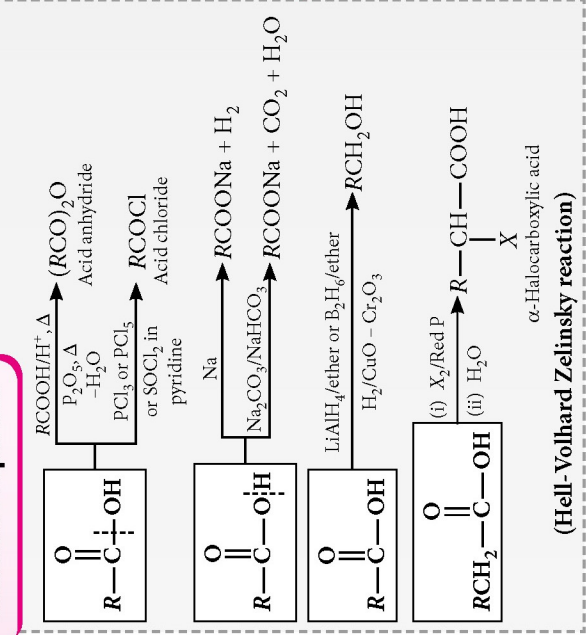 O
R—C—OH
RCOOH/H⁺, Δ
P₂O₅, Δ
–H₂O
(RCO)₂O
Acid anhydride
PCl₃ or PCl₅
or SOCl₂ in
pyridine
RCOCl
Acid chloride
O
R—C—OH
Na
RCOONa + H₂
Na₂CO₃/NaHCO₃
RCOONa + CO₂ + H₂O
O
R—C—OH
LiAlH₄/ether or B₂H₆/ether
H₂/CuO – Cr₂O₃
RCH₂OH
O
RCH₂—C—OH
(i) X₂/Red P
(ii) H₂O
R—CH—COOH
X
α-Halocarboxylic acid
(Hell-Volhard Zelinsky reaction)